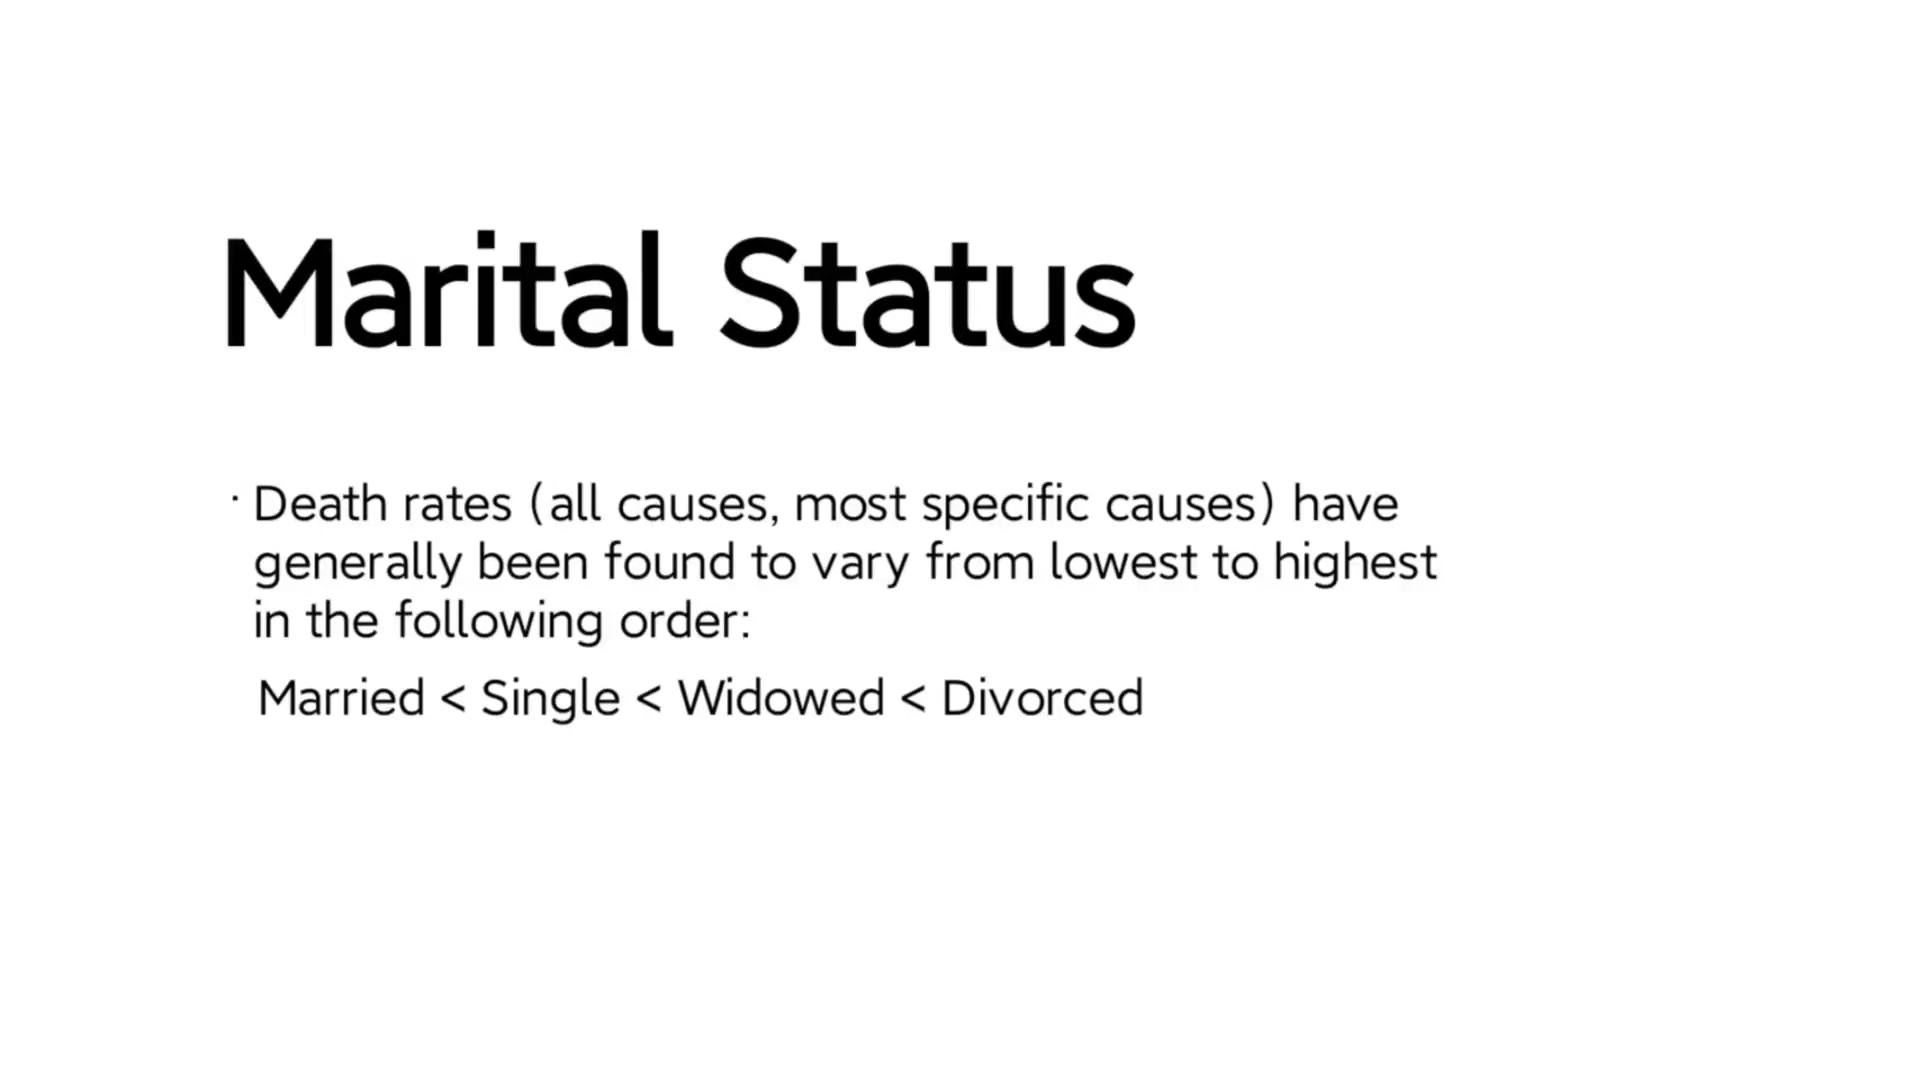 Marital Status
· Death rates (all causes, most specific causes) have
generally been found to vary from lowest to highest
in the following order:
Married < Single < Widowed < Divorced